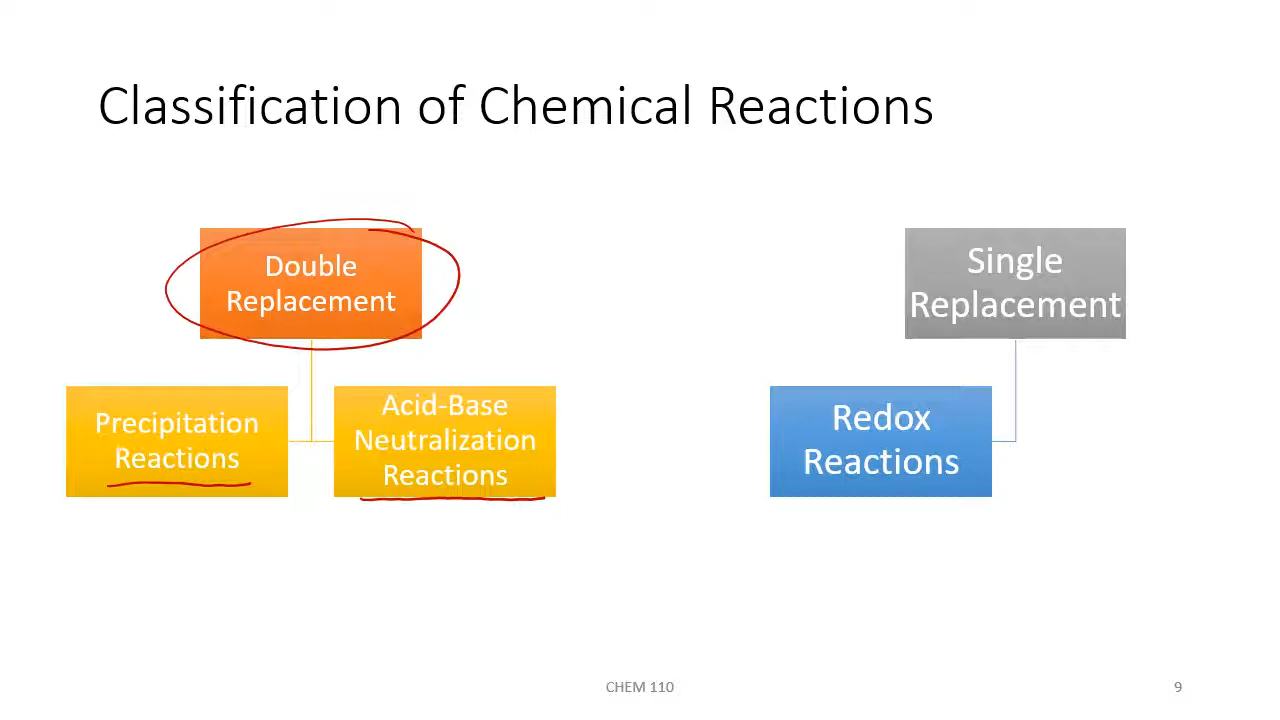 Classification of Chemical Reactions
Double
Replacement
Single
Replacement
Precipitation
Reactions
Acid-Base
Neutralization
Reactions
Redox
Reactions
CHEM 110
9